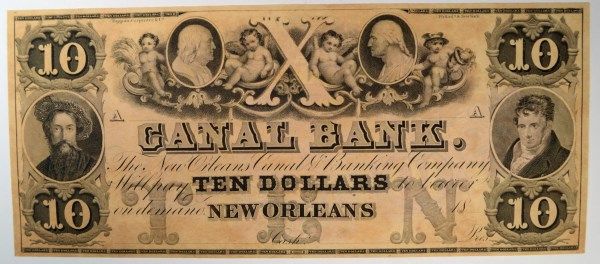 10 X 10
A A
CANAL BANK.
The New Orleans Canal & Banking Company
Will pay TEN DOLLARS to
on demand NEW ORLEANS 18
T E N
Cash.
10 10